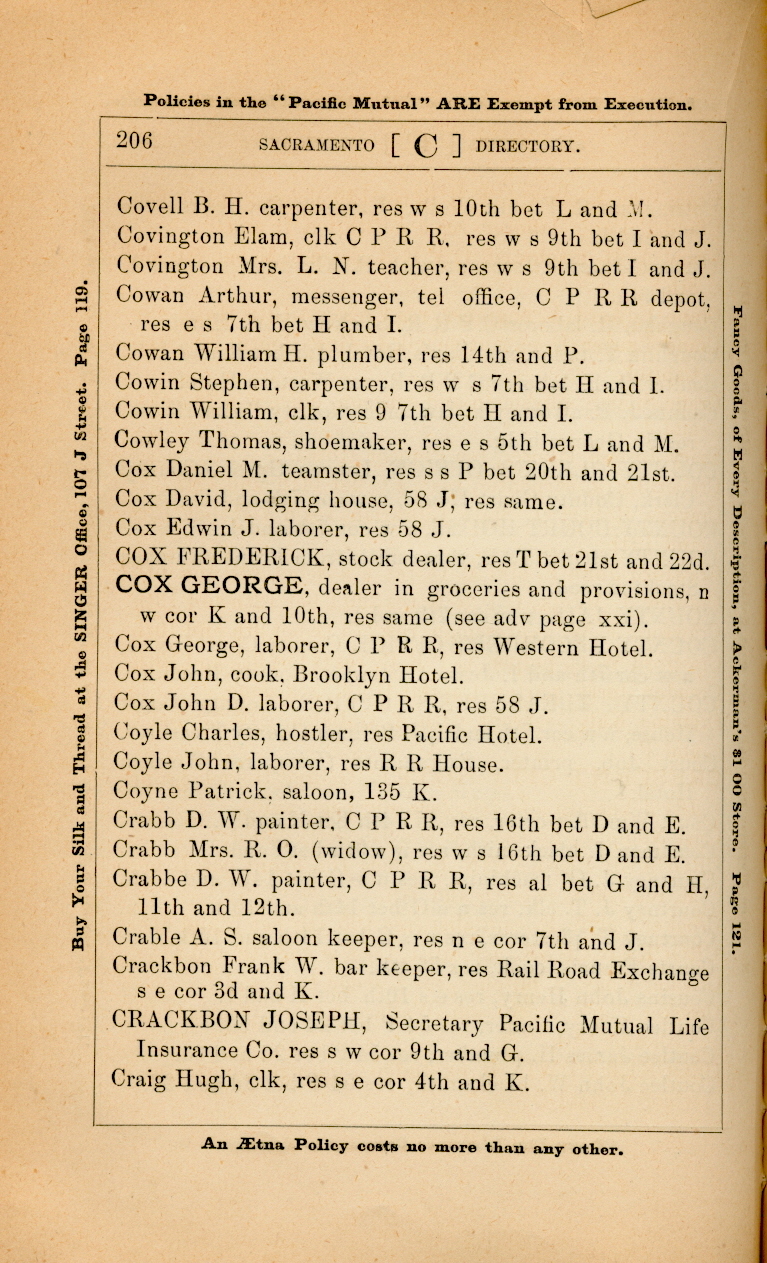 Policies in the “Pacific Mutual” ARE Exempt from Execution.
206 SACRAMENTO [ C ] DIRECTORY.
Covell B. H. carpenter, res w s 10th bet L and M.
Covington Elam, clk C P R R, res w s 9th bet I and J.
Covington Mrs. L. N. teacher, res w s 9th bet I and J.
Cowan Arthur, messenger, tel office, C P R R depot,
res e s 7th bet H and I.
Cowan William H. plumber, res 14th and P.
Cowin Stephen, carpenter, res w s 7th bet H and I.
Cowin William, clk, res 9 7th bet H and I.
Cowley Thomas, shoemaker, res e s 5th bet L and M.
Cox Daniel M. teamster, res s s P bet 20th and 21st.
Cox David, lodging house, 58 J, res same.
Cox Edwin J. laborer, res 58 J.
COX FREDERICK, stock dealer, res T bet 21st and 22d.
COX GEORGE, dealer in groceries and provisions, n
w cor K and 10th, res same (see adv page xxi).
Cox George, laborer, C P R R, res Western Hotel.
Cox John, cook, Brooklyn Hotel.
Cox John D. laborer, C P R R, res 58 J.
Coyle Charles, hostler, res Pacific Hotel.
Coyle John, laborer, res R R House.
Coyne Patrick, saloon, 135 K.
Crabb D. W. painter, C P R R, res 16th bet D and E.
Crabb Mrs. R. O. (widow), res w s 16th bet D and E.
Crabbe D. W. painter, C P R R, res al bet G and H,
11th and 12th.
Crable A. S. saloon keeper, res n e cor 7th and J.
Crackbon Frank W. bar keeper, res Rail Road Exchange
s e cor 3d and K.
CRACKBON JOSEPH, Secretary Pacific Mutual Life
Insurance Co. res s w cor 9th and G.
Craig Hugh, clk, res s e cor 4th and K.
An Ætna Policy costs no more than any other.
Buy Your Silk and Thread at the SINGER Office, 107 J Street. Page 119.
Fancy Goods, of Every Description, at Ackerman's $1 00 Store. Page 121.